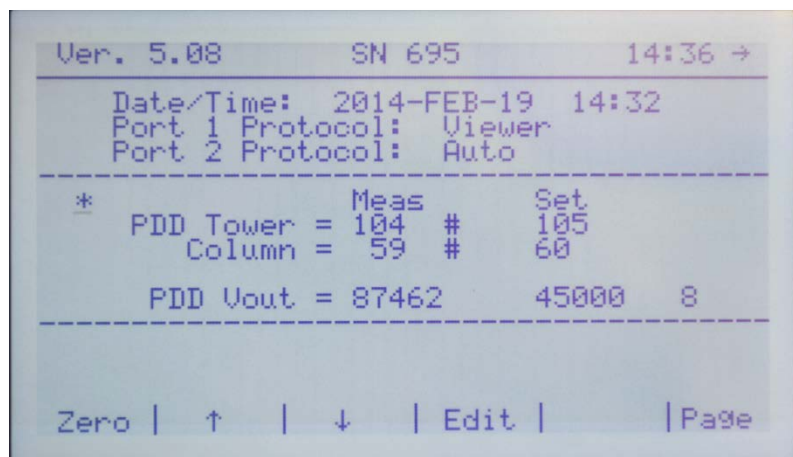 Ver. 5.08 SN 695 14:36 →
Date/Time: 2014-FEB-19 14:32
Port 1 Protocol: Viewer
Port 2 Protocol: Auto
* Meas Set
PDD Tower = 104 # 105
Column = 59 # 60
PDD Vout = 87462 45000 8
Zero | ↑ | ↓ | Edit | | Page